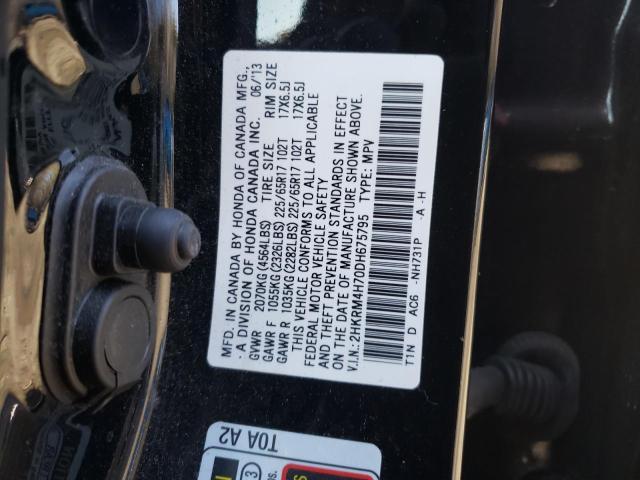 MFD. IN CANADA BY HONDA OF CANADA MFG.,
A DIVISION OF HONDA CANADA INC. 06/'13
GVWR 2070KG(4564LBS) TIRE SIZE RIM SIZE
GAWR F 1055KG(2326LBS) 225/65R17 102T 17X6.5J
GAWR R 1035KG(2282LBS) 225/65R17 102T 17X6.5J
THIS VEHICLE CONFORMS TO ALL APPLICABLE
FEDERAL MOTOR VEHICLE SAFETY
AND THEFT PREVENTION STANDARDS IN EFFECT
ON THE DATE OF MANUFACTURE SHOWN ABOVE.
V.I.N.: 2HKRM4H70DH675795 TYPE: MPV
T1N D AC6 -NH731P -A -H
T0A A2
3